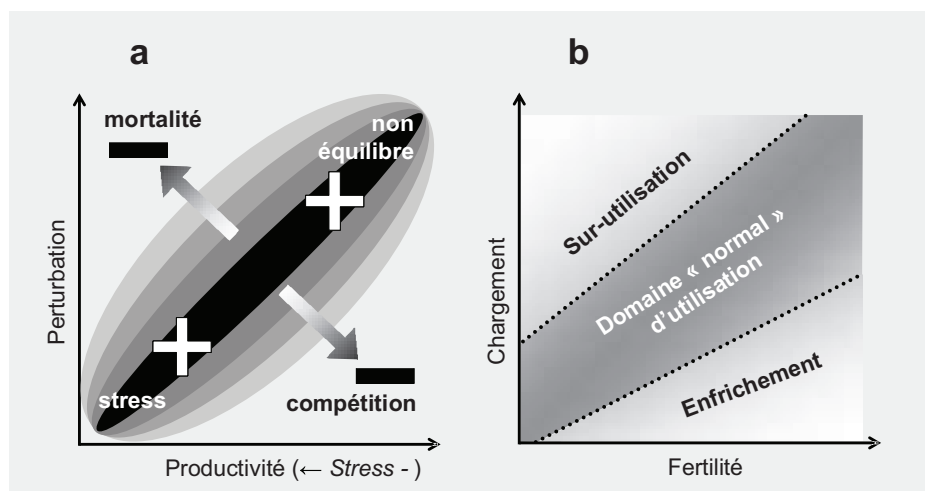 a
mortalité
non
équilibre
stress
compétition
Perturbation
Productivité (← Stress - )
b
Sur-utilisation
Domaine « normal »
d’utilisation
Enfrichement
Chargement
Fertilité